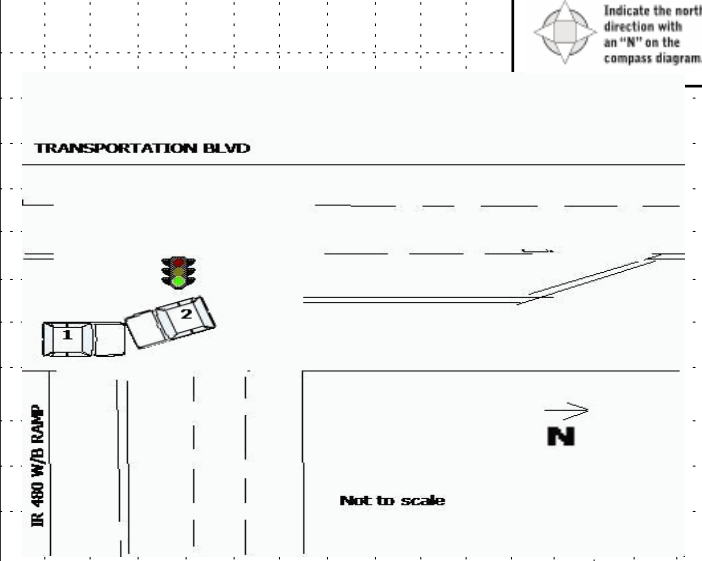 Indicate the north
direction with
an "N" on the
compass diagram.
TRANSPORTATION BLVD
2
1
IR 480 W/B RAMP
N
Not to scale